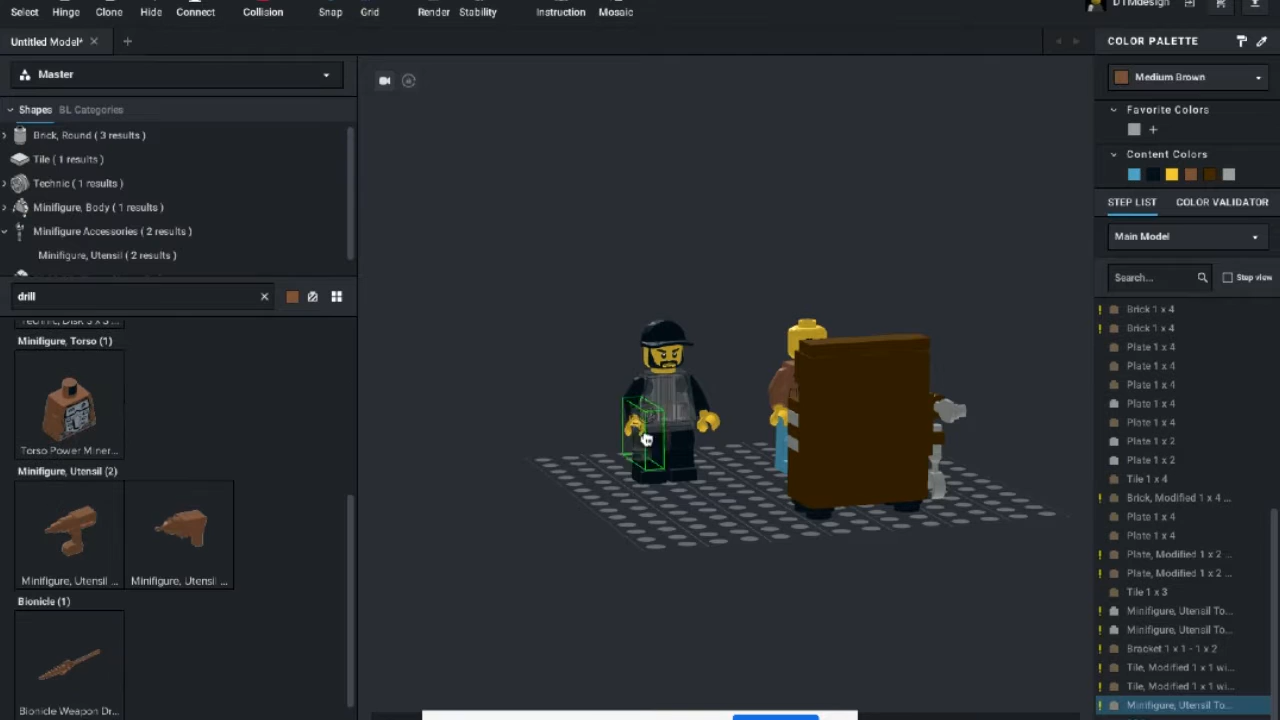 DTMdesign
Select Hinge Clone Hide Connect Collision Snap Grid Render Stability Instruction Mosaic
Untitled Model* × +
COLOR PALETTE
Master
Medium Brown
Shapes BL Categories
Favorite Colors
+
Brick, Round ( 3 results )
Content Colors
Tile ( 1 results )
Technic ( 1 results )
Minifigure, Body ( 1 results )
STEP LIST COLOR VALIDATOR
Minifigure Accessories ( 2 results )
Main Model
Minifigure, Utensil ( 2 results )
Search... Step view
drill
Technic, Disk 3 x 3...
Minifigure, Torso (1)
Torso Power Miner...
Minifigure, Utensil (2)
Minifigure, Utensil ... Minifigure, Utensil ...
Bionicle (1)
Bionicle Weapon Dr...
Brick 1 x 4
Brick 1 x 4
Plate 1 x 4
Plate 1 x 4
Plate 1 x 4
Plate 1 x 4
Plate 1 x 4
Plate 1 x 2
Plate 1 x 2
Tile 1 x 4
Brick, Modified 1 x 4 ...
Plate 1 x 4
Plate 1 x 4
Plate, Modified 1 x 2 ...
Plate, Modified 1 x 2 ...
Tile 1 x 3
Minifigure, Utensil To...
Minifigure, Utensil To...
Bracket 1 x 1 - 1 x 2
Tile, Modified 1 x 1 wi...
Tile, Modified 1 x 1 wi...
Minifigure, Utensil To...